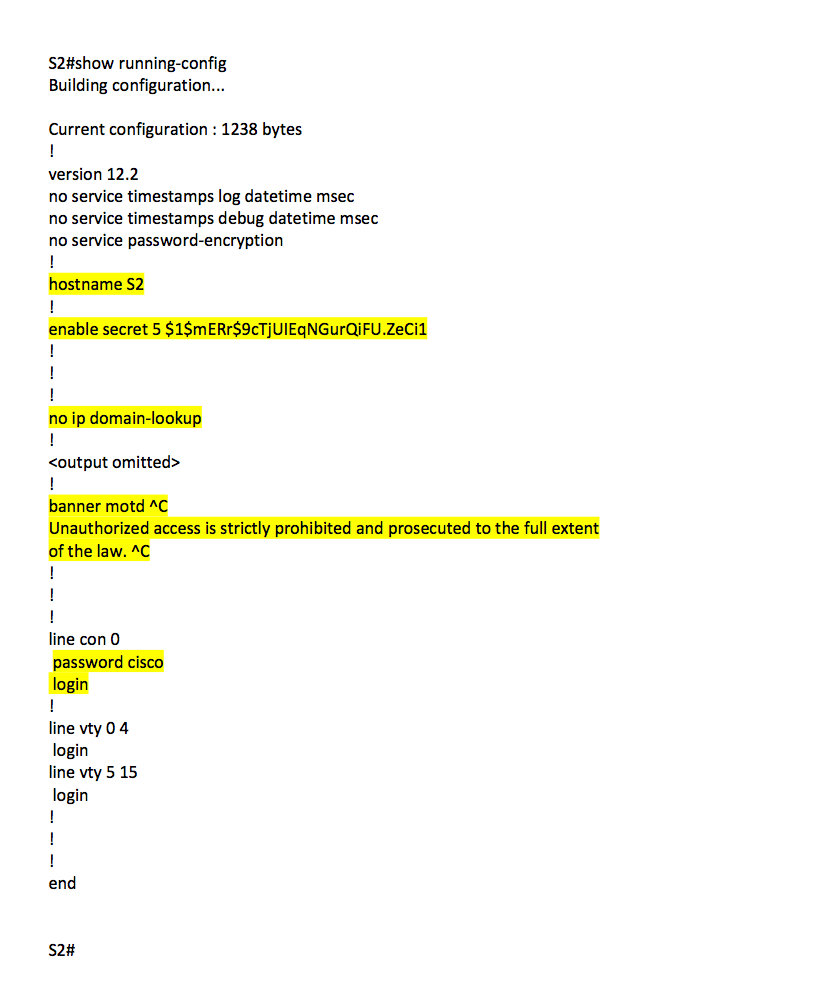 S2#show running-config
Building configuration...
Current configuration : 1238 bytes
!
version 12.2
no service timestamps log datetime msec
no service timestamps debug datetime msec
no service password-encryption
!
hostname S2
!
enable secret 5 $1$mERr$9cTjUIEqNGurQiFU.ZeCi1
!
!
!
no ip domain-lookup
!
<output omitted>
!
banner motd ^C
Unauthorized access is strictly prohibited and prosecuted to the full extent
of the law. ^C
!
!
!
line con 0
password cisco
login
!
line vty 0 4
login
line vty 5 15
login
!
!
!
end
S2#